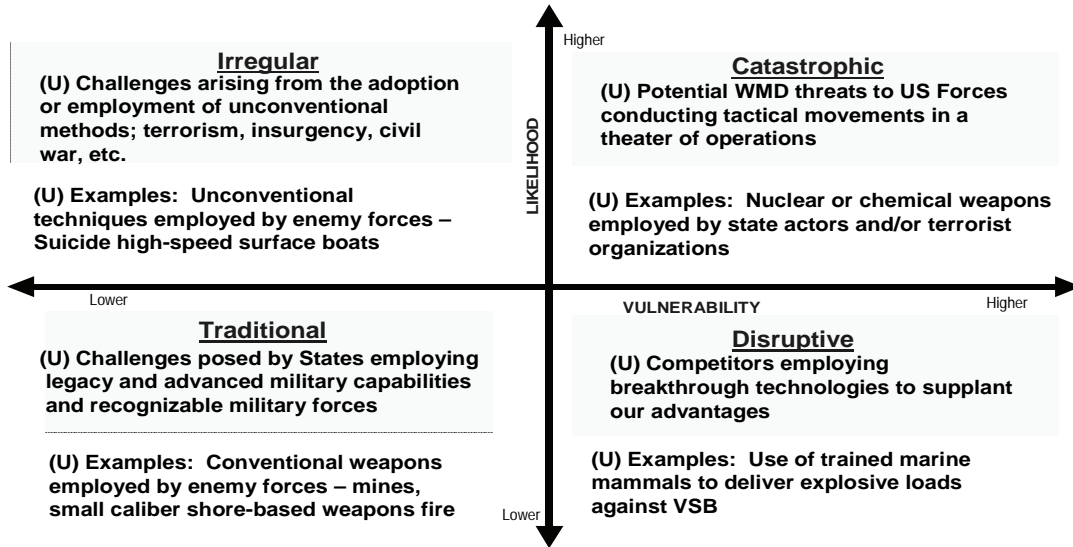 Higher
Irregular
(U) Challenges arising from the adoption
or employment of unconventional
methods; terrorism, insurgency, civil
war, etc.
(U) Examples: Unconventional
techniques employed by enemy forces –
Suicide high-speed surface boats
LIKELIHOOD
Catastrophic
(U) Potential WMD threats to US Forces
conducting tactical movements in a
theater of operations
(U) Examples: Nuclear or chemical weapons
employed by state actors and/or terrorist
organizations
Lower
VULNERABILITY
Higher
Traditional
(U) Challenges posed by States employing
legacy and advanced military capabilities
and recognizable military forces
(U) Examples: Conventional weapons
employed by enemy forces – mines,
small caliber shore-based weapons fire
Disruptive
(U) Competitors employing
breakthrough technologies to supplant
our advantages
(U) Examples: Use of trained marine
mammals to deliver explosive loads
against VSB
Lower